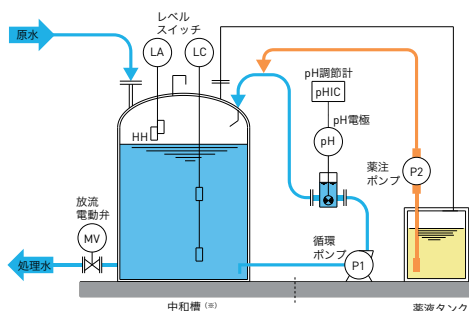 レベル
スイッチ
原水
LA
LC
pH調節計
pHIC
pH電極
pH
HH
薬注
ポンプ
P2
放流
電動弁
MV
循環
ポンプ
P1
処理水
中和槽(※)
薬液タンク